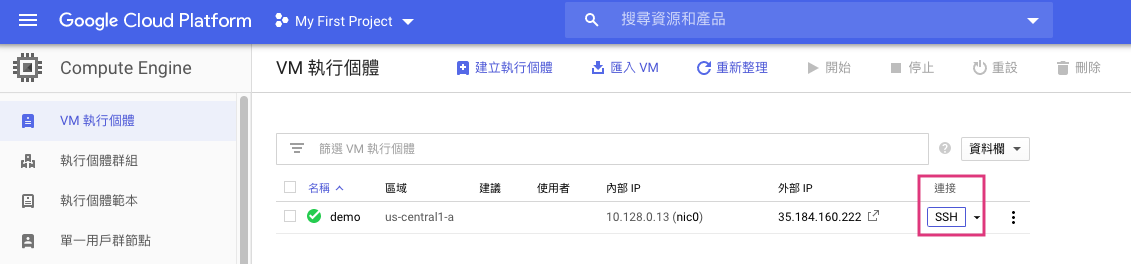 Google Cloud Platform My First Project 搜尋資源和產品
Compute Engine VM 執行個體 建立執行個體 匯入 VM 重新整理 開始 停止 重設 刪除
VM 執行個體
執行個體群組
執行個體範本
單一用戶群節點
篩選 VM 執行個體 ? 資料欄
名稱 區域 建議 使用者 內部 IP 外部 IP 連接
demo us-central1-a 10.128.0.13 (nic0) 35.184.160.222 SSH